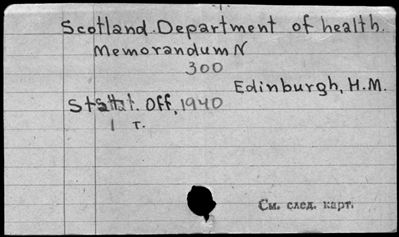 Scotland. Department of health.
Memorandum N
300
Edinburgh, H.M.
Stat. Off, 1940
1 т.
См. след. карт.